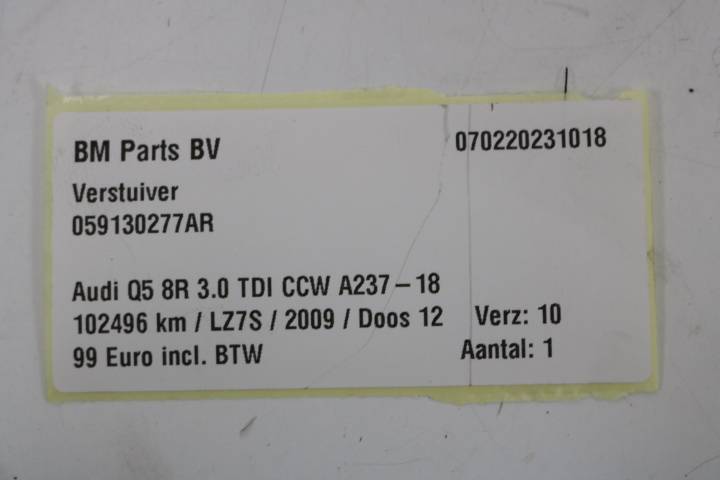 BM Parts BV 070220231018
Verstuiver
059130277AR
Audi Q5 8R 3.0 TDI CCW A237-18
102496 km / LZ7S / 2009 / Doos 12 Verz: 10
99 Euro incl. BTW Aantal: 1